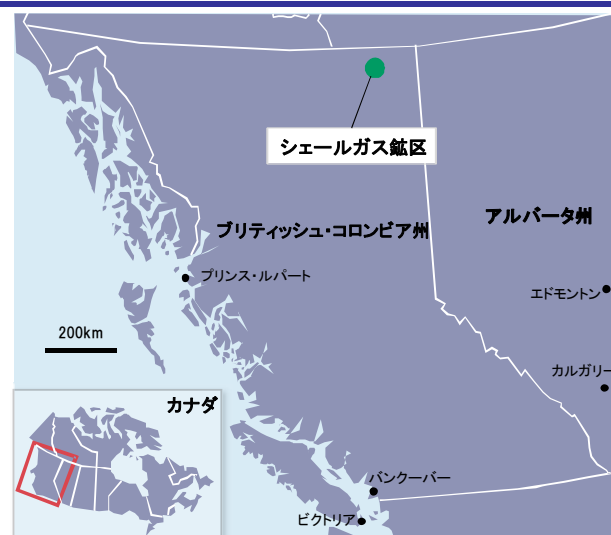 シェールガス鉱区
ブリティッシュ・コロンビア州
アルバータ州
プリンス・ルパート
エドモントン
200km
カルガリー
カナダ
バンクーバー
ビクトリア